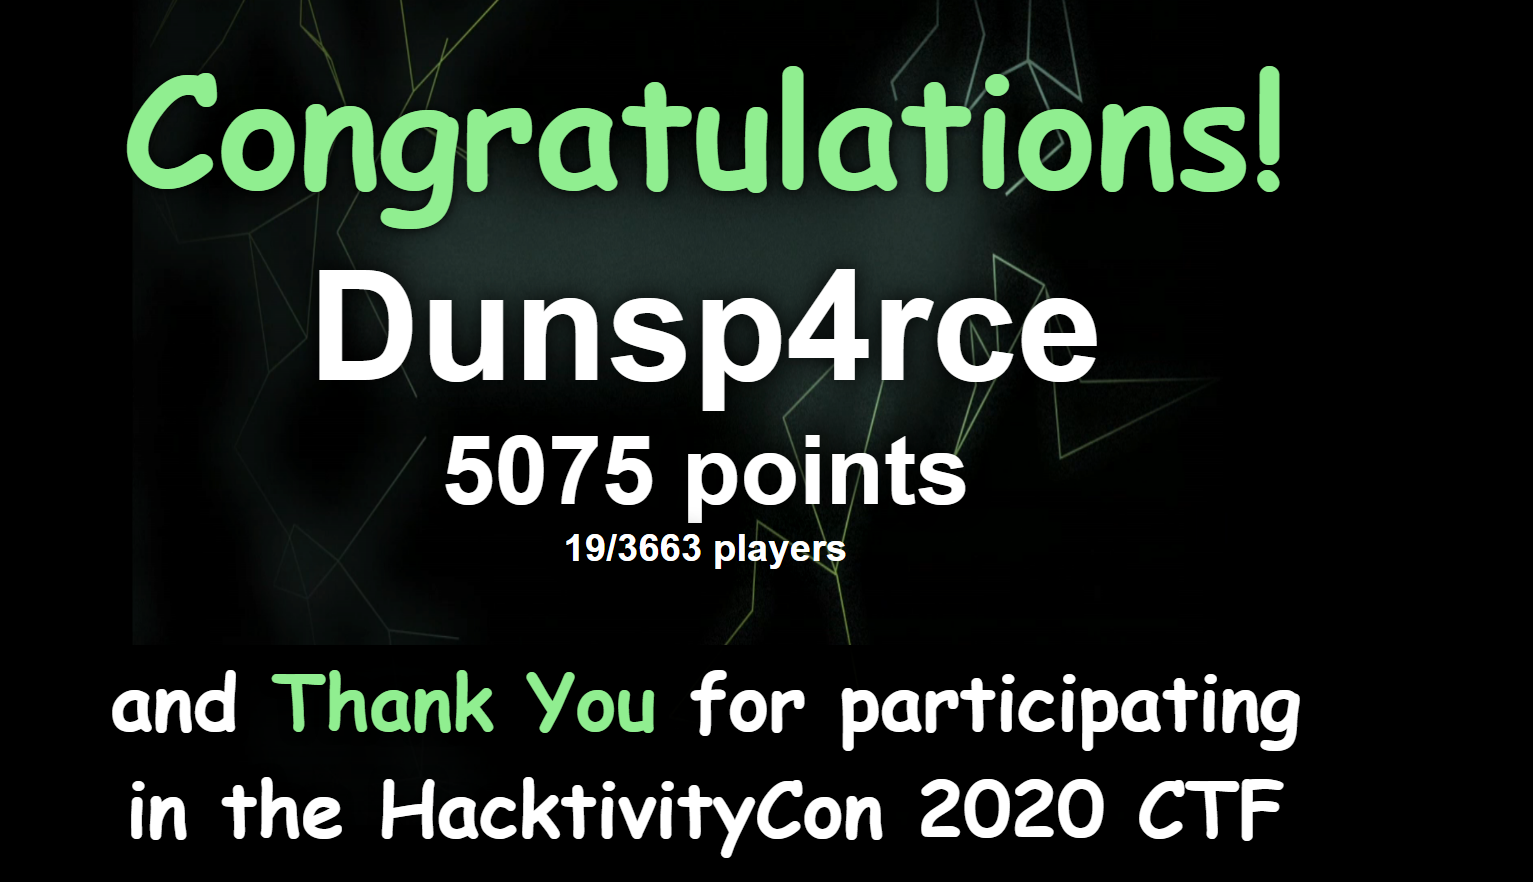 Congratulations!
Dunsp4rce
5075 points
19/3663 players
and Thank You for participating
in the HacktivityCon 2020 CTF